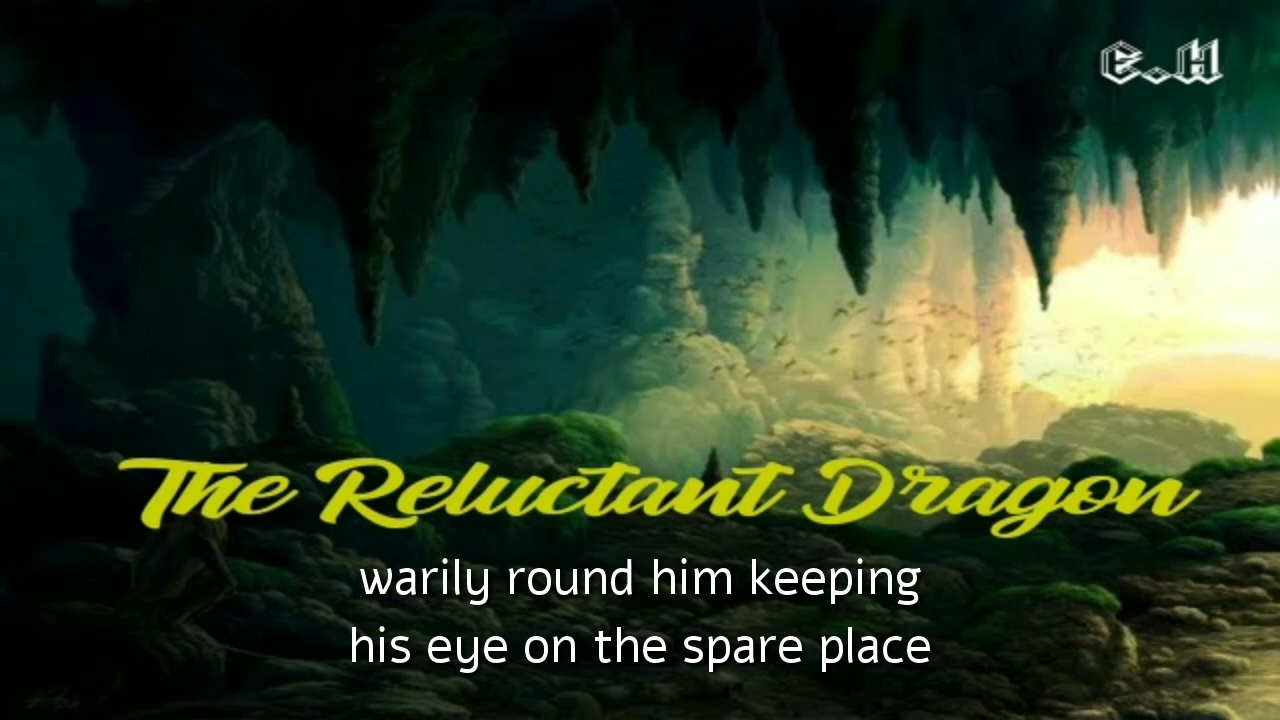 C.H
The Reluctant Dragon
warily round him keeping
his eye on the spare place